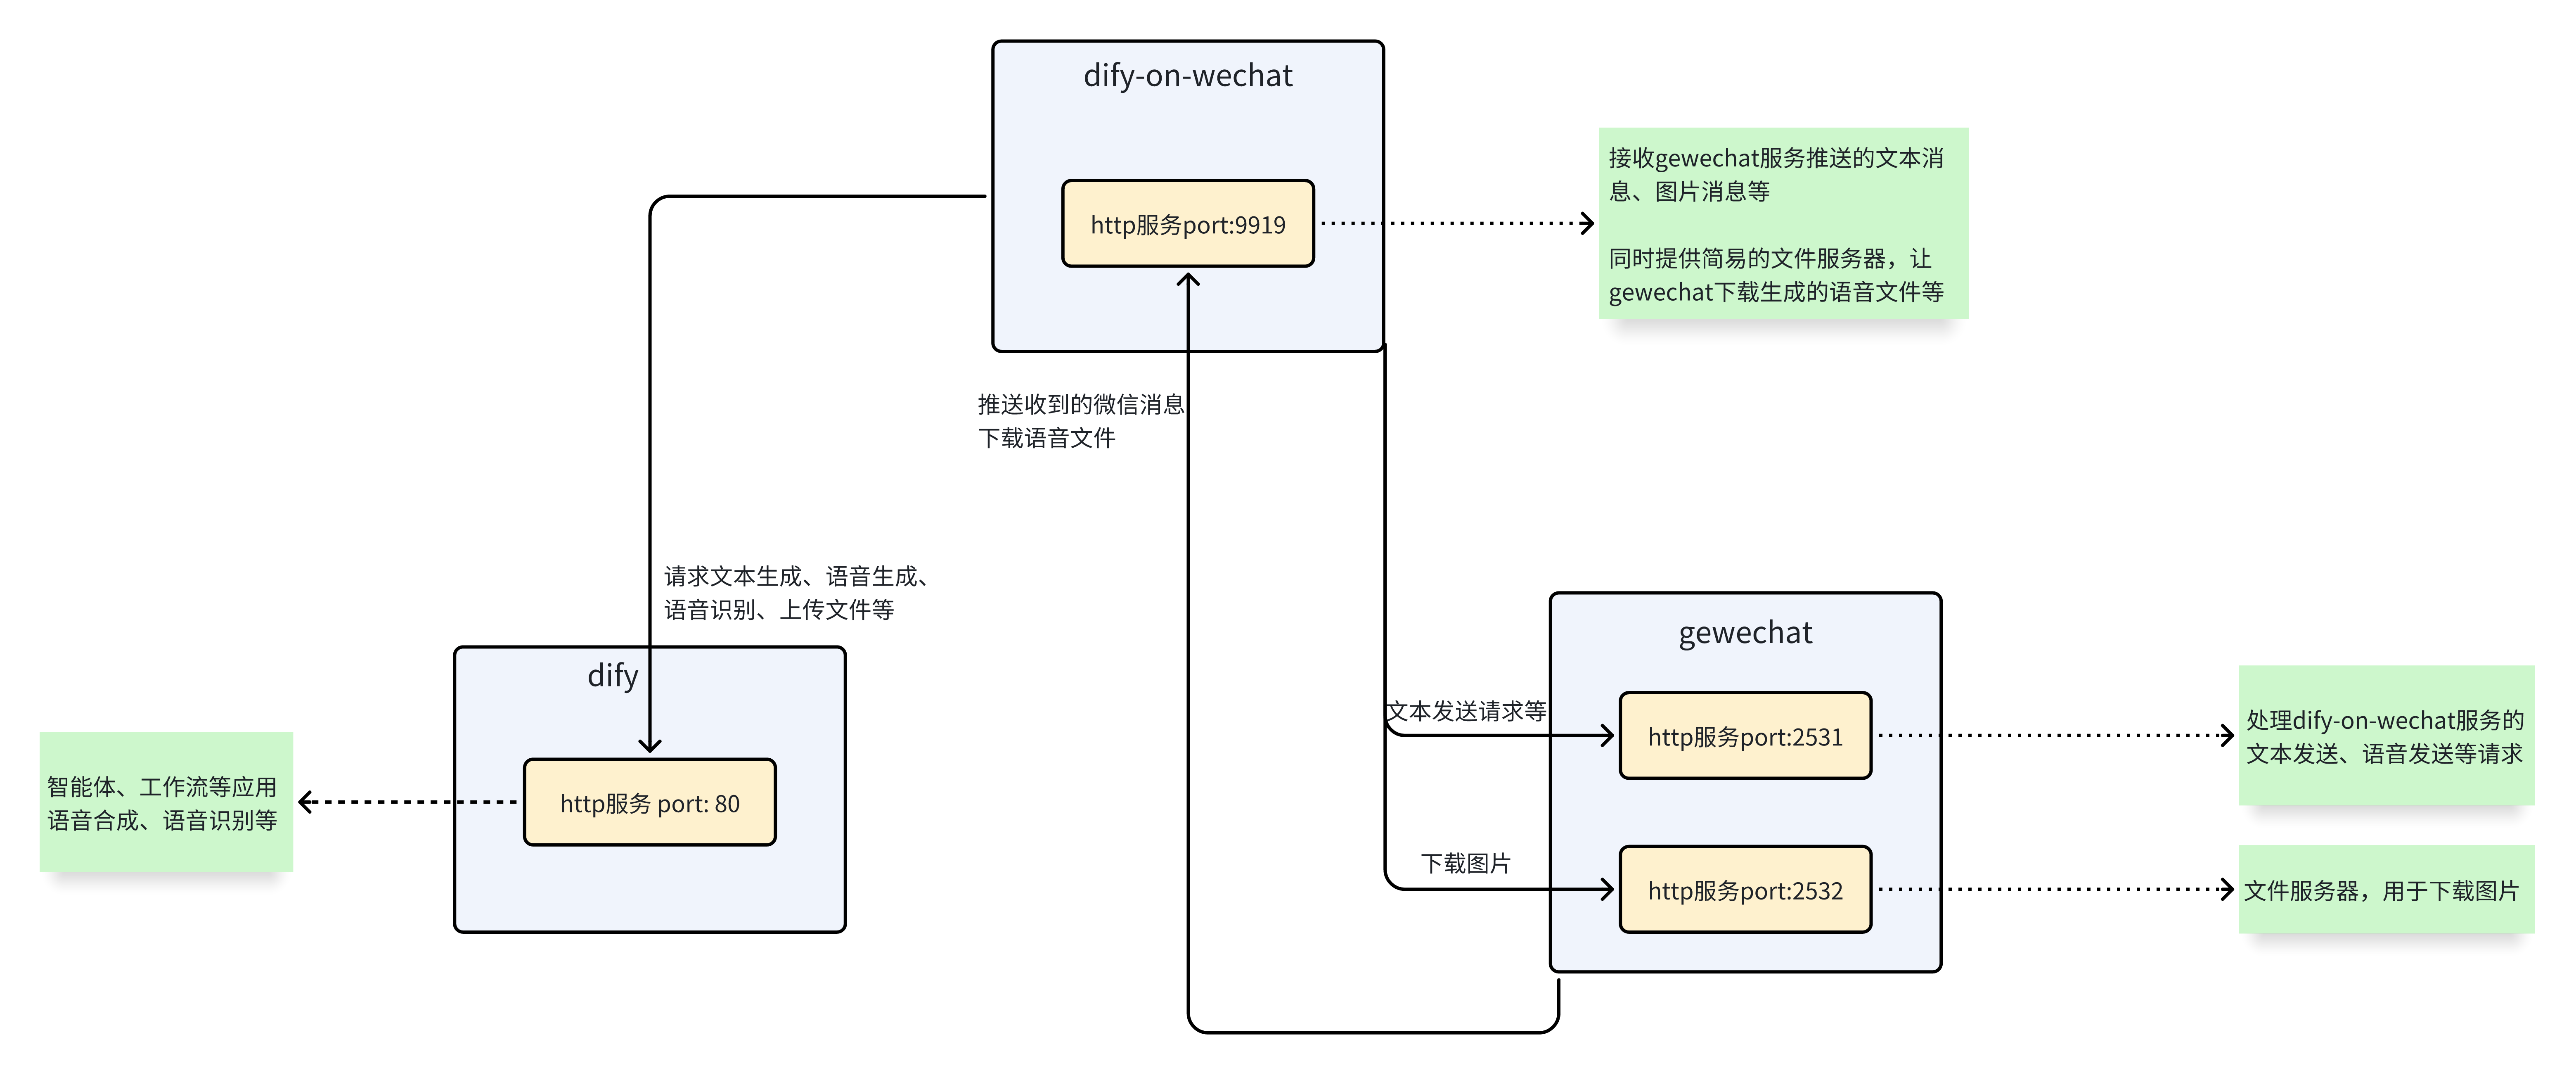 dify-on-wechat
http服务port:9919
接收gewechat服务推送的文本消
息、图片消息等
同时提供简易的文件服务器，让
gewechat下载生成的语音文件等
推送收到的微信消息
下载语音文件
请求文本生成、语音生成、
语音识别、上传文件等
dify
http服务 port: 80
智能体、工作流等应用
语音合成、语音识别等
gewechat
文本发送请求等
http服务port:2531
处理dify-on-wechat服务的
文本发送、语音发送等请求
下载图片
http服务port:2532
文件服务器，用于下载图片